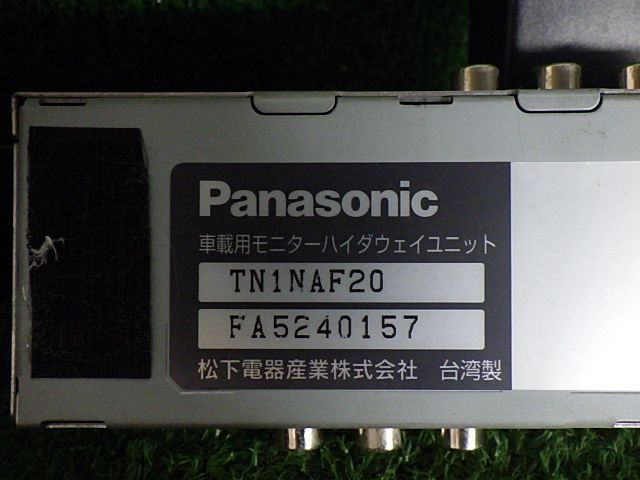 Panasonic
車載用モニターハイダウェイユニット
TN1NAF20
FA5240157
松下電器産業株式会社 台湾製